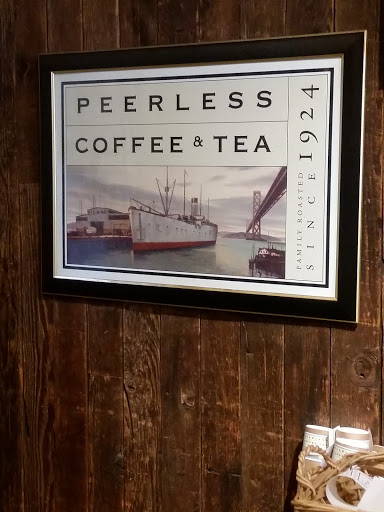 PEERLESS
COFFEE & TEA
FAMILY ROASTED
SINCE 1924